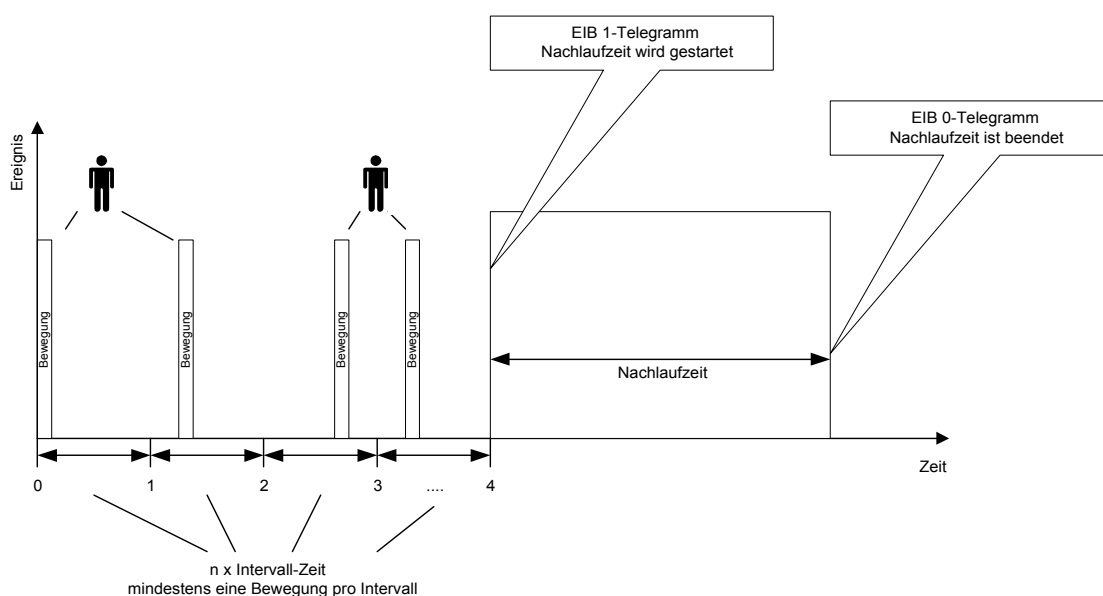 EIB 1-Telegramm
Nachlaufzeit wird gestartet
EIB 0-Telegramm
Nachlaufzeit ist beendet
Ereignis
Bewegung
Bewegung
Bewegung
Bewegung
Nachlaufzeit
Zeit
0 1 2 3 .... 4
n x Intervall-Zeit
mindestens eine Bewegung pro Intervall